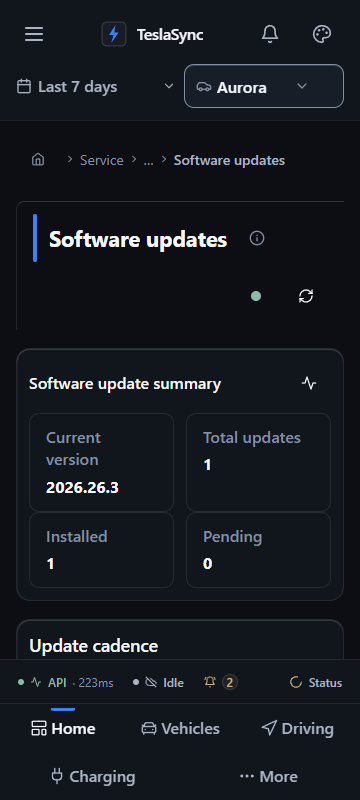 TeslaSync
Last 7 days
Aurora
Service
...
Software updates
Software updates
Software update summary
Current version
2026.26.3
Total updates
1
Installed
1
Pending
0
Update cadence
API · 223ms
Idle
2
Status
Home
Vehicles
Driving
Charging
More